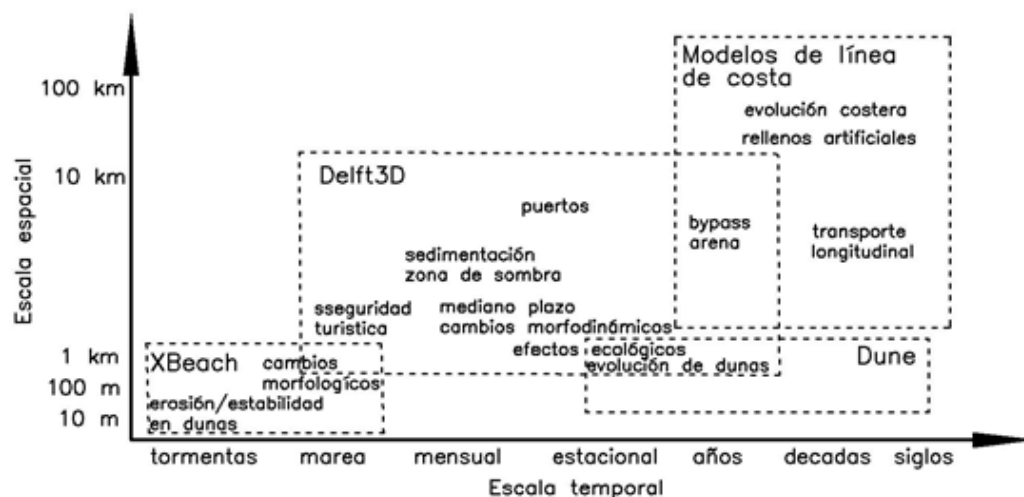 Modelos de línea
de costa
100 km
evolución costera
rellenos artificiales
10 km
Delft3D
puertos
bypass
arena
transporte
longitudinal
sedimentación
zona de sombra
sseguridad
turistica
mediano plazo
cambios morfodinámicos
efectos ecológicos
1 km
XBeach
cambios
morfologícos
evolución de dunas
Dune
100 m
erosión/estabilidad
en dunas
10 m
Escala espacial
tormentas marea mensual estacional años decadas siglos
Escala temporal